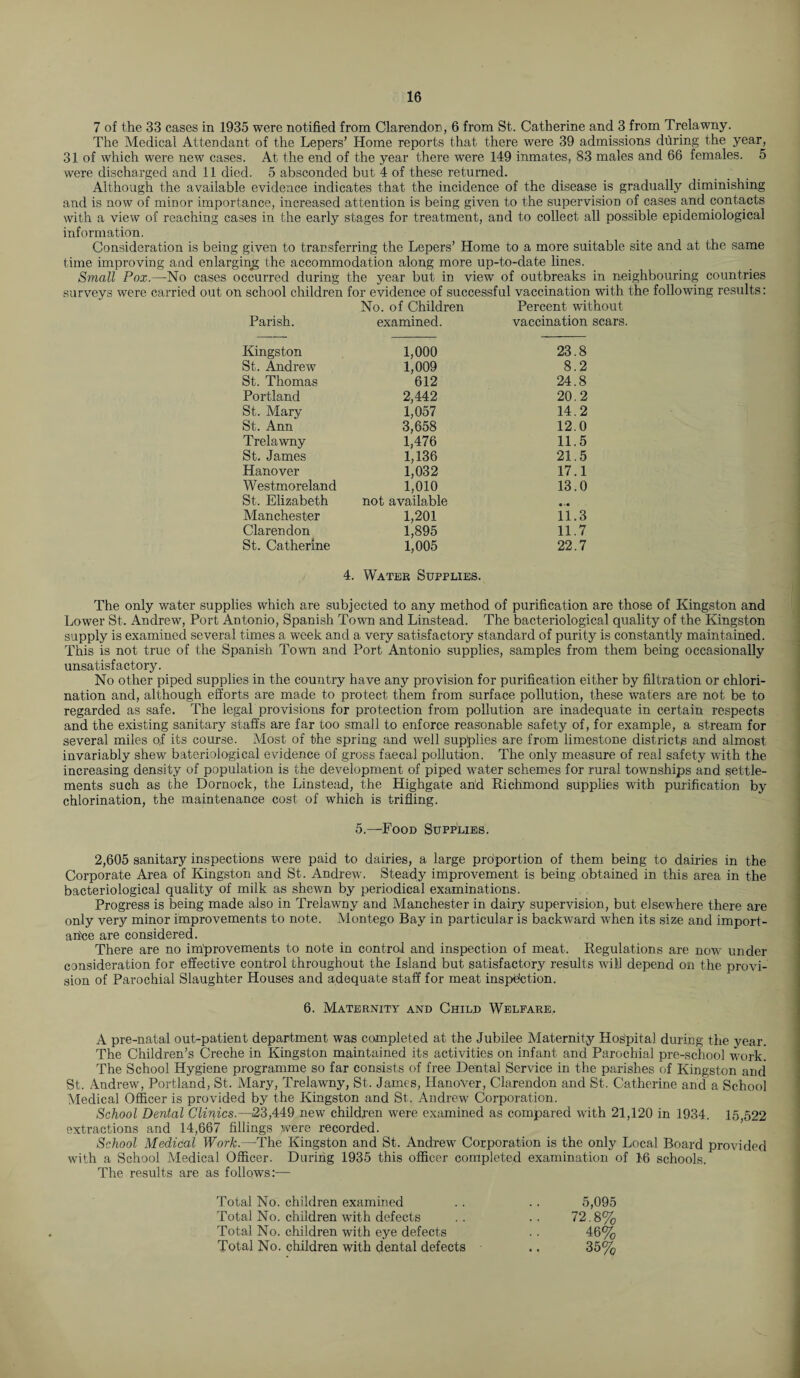 16
7 of the 33 cases in 1935 were notified from Clarendon, 6 from St. Catherine and 3 from Trelawny.
The Medical Attendant of the Lepers' Home reports that there were 39 admissions during the year,
31 of which were new cases. At the end of the year there were 149 inmates, 83 males and 66 females. 5
were discharged and 11 died. 5 absconded but 4 of these returned.
Although the available evidence indicates that the incidence of the disease is gradually diminishing
and is now of minor importance, increased attention is being given to the supervision of cases and contacts
with a view of reaching cases in the early stages for treatment, and to collect all possible epidemiological
information.
Consideration is being given to transferring the Lepers' Home to a more suitable site and at the same
time improving and enlarging the accommodation along more up-to-date lines.
Small Pox.—No cases occurred during the year but in view of outbreaks in neighbouring countries
surveys were carried out on school children for evidence of successful vaccination with the following results:
No. of Children Percent without
Parish. examined. vaccination scars.
Kingston 1,000 23.8
St. Andrew 1,009 8.2
St. Thomas 612 24.8
Portland 2,442 20.2
St. Mary 1,057 14.2
St. Ann 3,658 12.0
Trelawny 1,476 11.5
St. James 1,136 21.5
Hanover 1,032 17.1
Westmoreland 1,010 13.0
St. Elizabeth not available ..
Manchester 1,201 11.3
Clarendon 1,895 11.7
St. Catherine 1,005 22.7
4. Water Supplies.
The only water supplies which are subjected to any method of purification are those of Kingston and
Lower St. Andrew, Port Antonio, Spanish Town and Linstead. The bacteriological quality of the Kingston
supply is examined several times a week and a very satisfactory standard of purity is constantly maintained.
This is not true of the Spanish Town and Port Antonio supplies, samples from them being occasionally
unsatisfactory.
No other piped supplies in the country have any provision for purification either by filtration or chlori-
nation and, although efforts are made to protect them from surface pollution, these waters are not be to
regarded as safe. The legal provisions for protection from pollution are inadequate in certain respects
and the existing sanitary staffs are far too small to enforce reasonable safety of, for example, a stream for
several miles of its course. Most of the spring and well supplies are from limestone districts and almost
invariably shew bateriological evidence of gross faecal pollution. The only measure of real safety with the
increasing density of population is the development of piped water schemes for rural townships and settle-
ments such as the Dornock, the Linstead, the Highgate and Richmond supplies with purification by
chlorination, the maintenance cost of which is trifling.
5.—Food Supplies.
2,605 sanitary inspections were paid to dairies, a large proportion of them being to dairies in the
Corporate Area of Kingston and St. Andrew. Steady improvement is being obtained in this area in the
bacteriological quality of milk as shewn by periodical examinations.
Progress is being made also in Trelawny and Manchester in dairy supervision, but elsewhere there are
only very minor improvements to note. Montego Bay in particular is backward when its size and import-
ance are considered.
There are no improvements to note in control and inspection of meat. Regulations are now under
consideration for effective control throughout the Island but satisfactory results will depend on the provi-
sion of Parochial Slaughter Houses and adequate staff for meat inspection.
6. Maternity and Child Welfare.
A pre-natal out-patient department was completed at the Jubilee Maternity Hospital during the year.
The Children's Creche in Kingston maintained its activities on infant and Parochial pre-school work.
The School Hygiene programme so far consists of free Dental Service in the parishes of Kingston and
St. Andrew, Portland, St. Mary, Trelawny, St. James, Hanover, Clarendon and St. Catherine and a School
Medical Officer is provided by the Kingston and St. Andrew Corporation.
School Dental Clinics.—23,449 new children were examined as compared with 21,120 in 1934. 15,522
extractions and 14,667 fillings were recorded.
School Medical Work.—The Kingston and St. Andrew Corporation is the only Local Board provided
with a School Medical Officer. During 1935 this officer completed examination of 16 schools.
The results are as follows:—
Total No. children examined .. .. 5,095
Total No. children with defects .. .. 72.8%
Total No. children with eye defects .. 46%
Total No. children with dental defects .. 35%